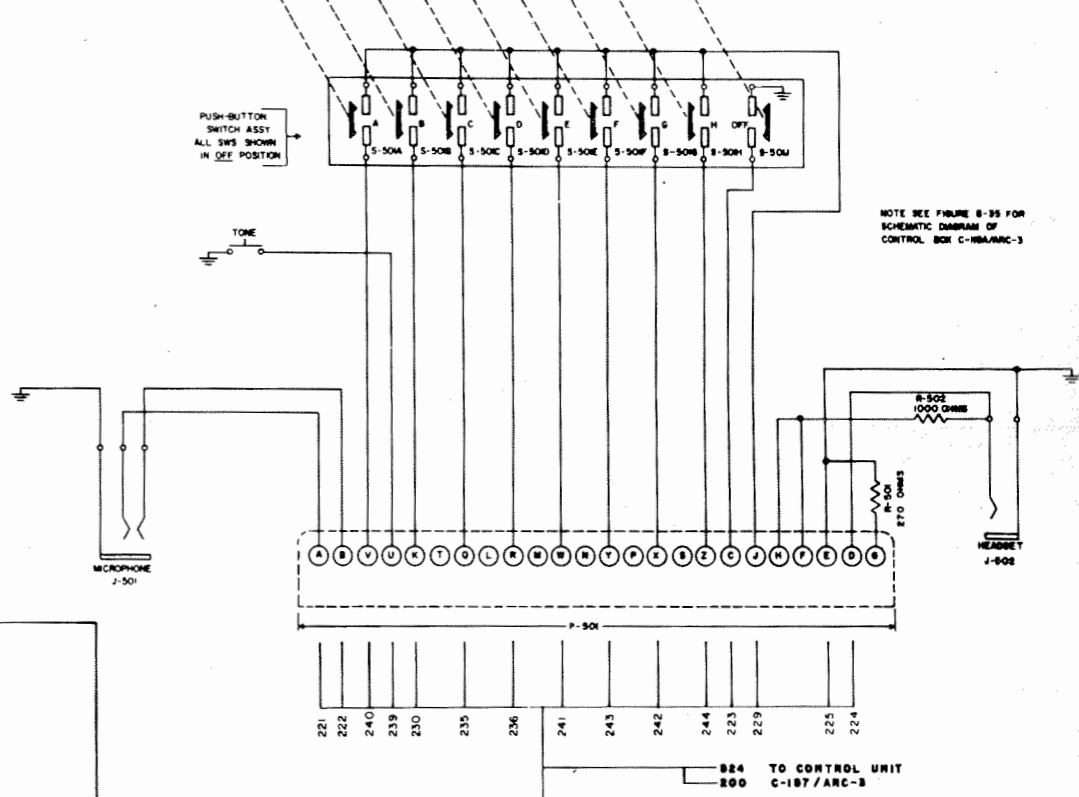 PUSH-BUTTON
SWITCH ASSY
ALL SWS SHOWN
IN OFF POSITION
A B C D E F G H OFF
S-501A S-501B S-501C S-501D S-501E S-501F S-501G S-501H S-501J
NOTE SEE FIGURE 8-35 FOR
SCHEMATIC DIAGRAM OF
CONTROL BOX /ARC-3
TONE
R-502
1000 OHMS
R-501
270 OHMS
A B V U K T Q L R M W N Y P X S Z C J H F E D G
MICROPHONE
J-501
HEADSET
J-502
P-501
221 222 240 239 230 235 236 241 243 242 244 223 229 225 224
824 TO CONTROL UNIT
200 C-187/ARC-3